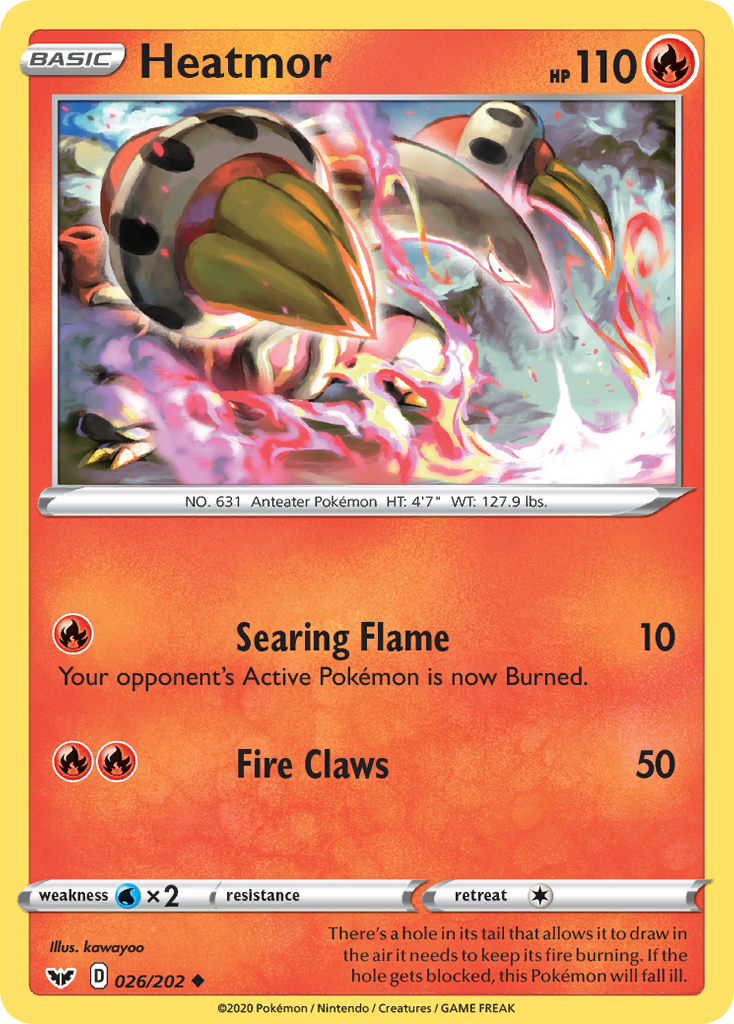 BASIC
Heatmor
HP 110
NO. 631 Anteater Pokémon HT: 4'7" WT: 127.9 lbs.
Searing Flame 10
Your opponent's Active Pokémon is now Burned.
Fire Claws 50
weakness ×2 resistance retreat
Illus. kawayoo
There's a hole in its tail that allows it to draw in
the air it needs to keep its fire burning. If the
hole gets blocked, this Pokémon will fall ill.
D 026/202
©2020 Pokémon / Nintendo / Creatures / GAME FREAK